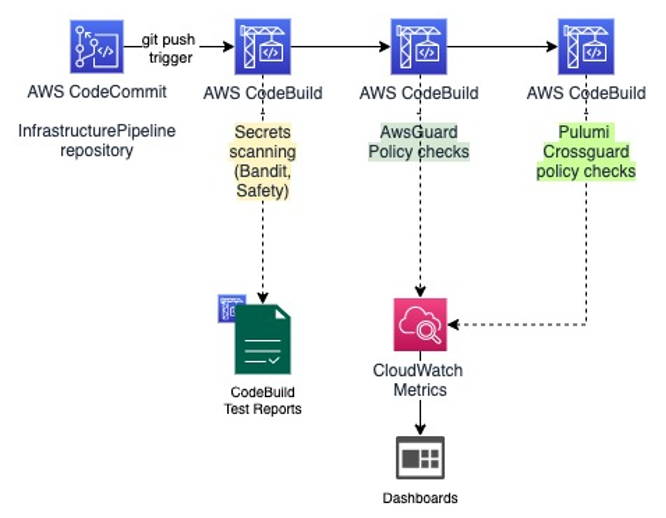 git push
trigger
AWS CodeCommit
AWS CodeBuild
AWS CodeBuild
AWS CodeBuild
InfrastructurePipeline
repository
Secrets
scanning
(Bandit,
Safety)
AwsGuard
Policy checks
Pulumi
Crossguard
policy checks
CodeBuild
Test Reports
CloudWatch
Metrics
Dashboards